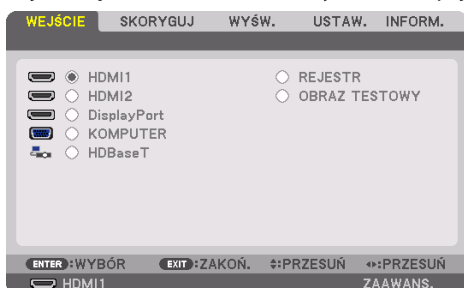 WEJŚCIE SKORYGUJ WYŚW. USTAW. INFORM.
HDMI1 REJESTR
HDMI2 OBRAZ TESTOWY
DisplayPort
KOMPUTER
HDBaseT
ENTER:WYBÓR EXIT:ZAKOŃ. :PRZESUŃ :PRZESUŃ
HDMI1 ZAAWANS.